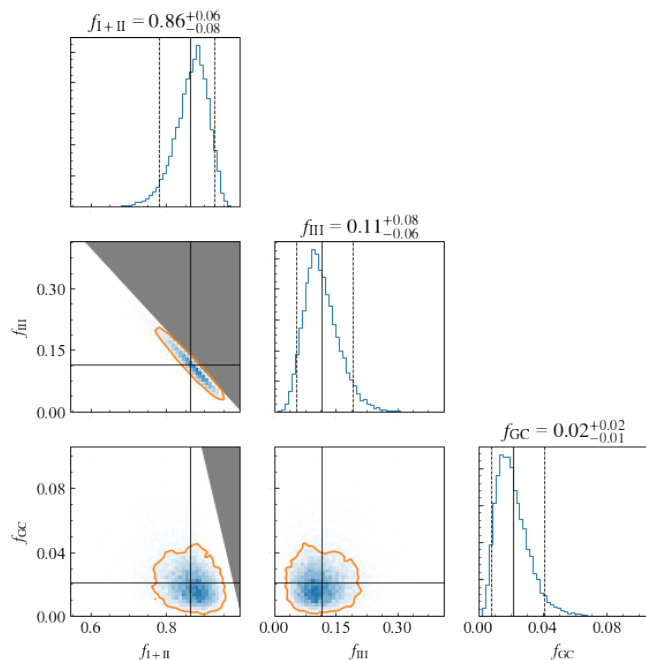 f_{I+II} = 0.86^{+0.06}_{-0.08}
f_{III} = 0.11^{+0.08}_{-0.06}
f_{III}
0.30
0.15
0.00
f_{GC} = 0.02^{+0.02}_{-0.01}
f_{GC}
0.08
0.04
0.00
0.6 0.8
f_{I+II}
0.00 0.15 0.30
f_{III}
0.00 0.04 0.08
f_{GC}